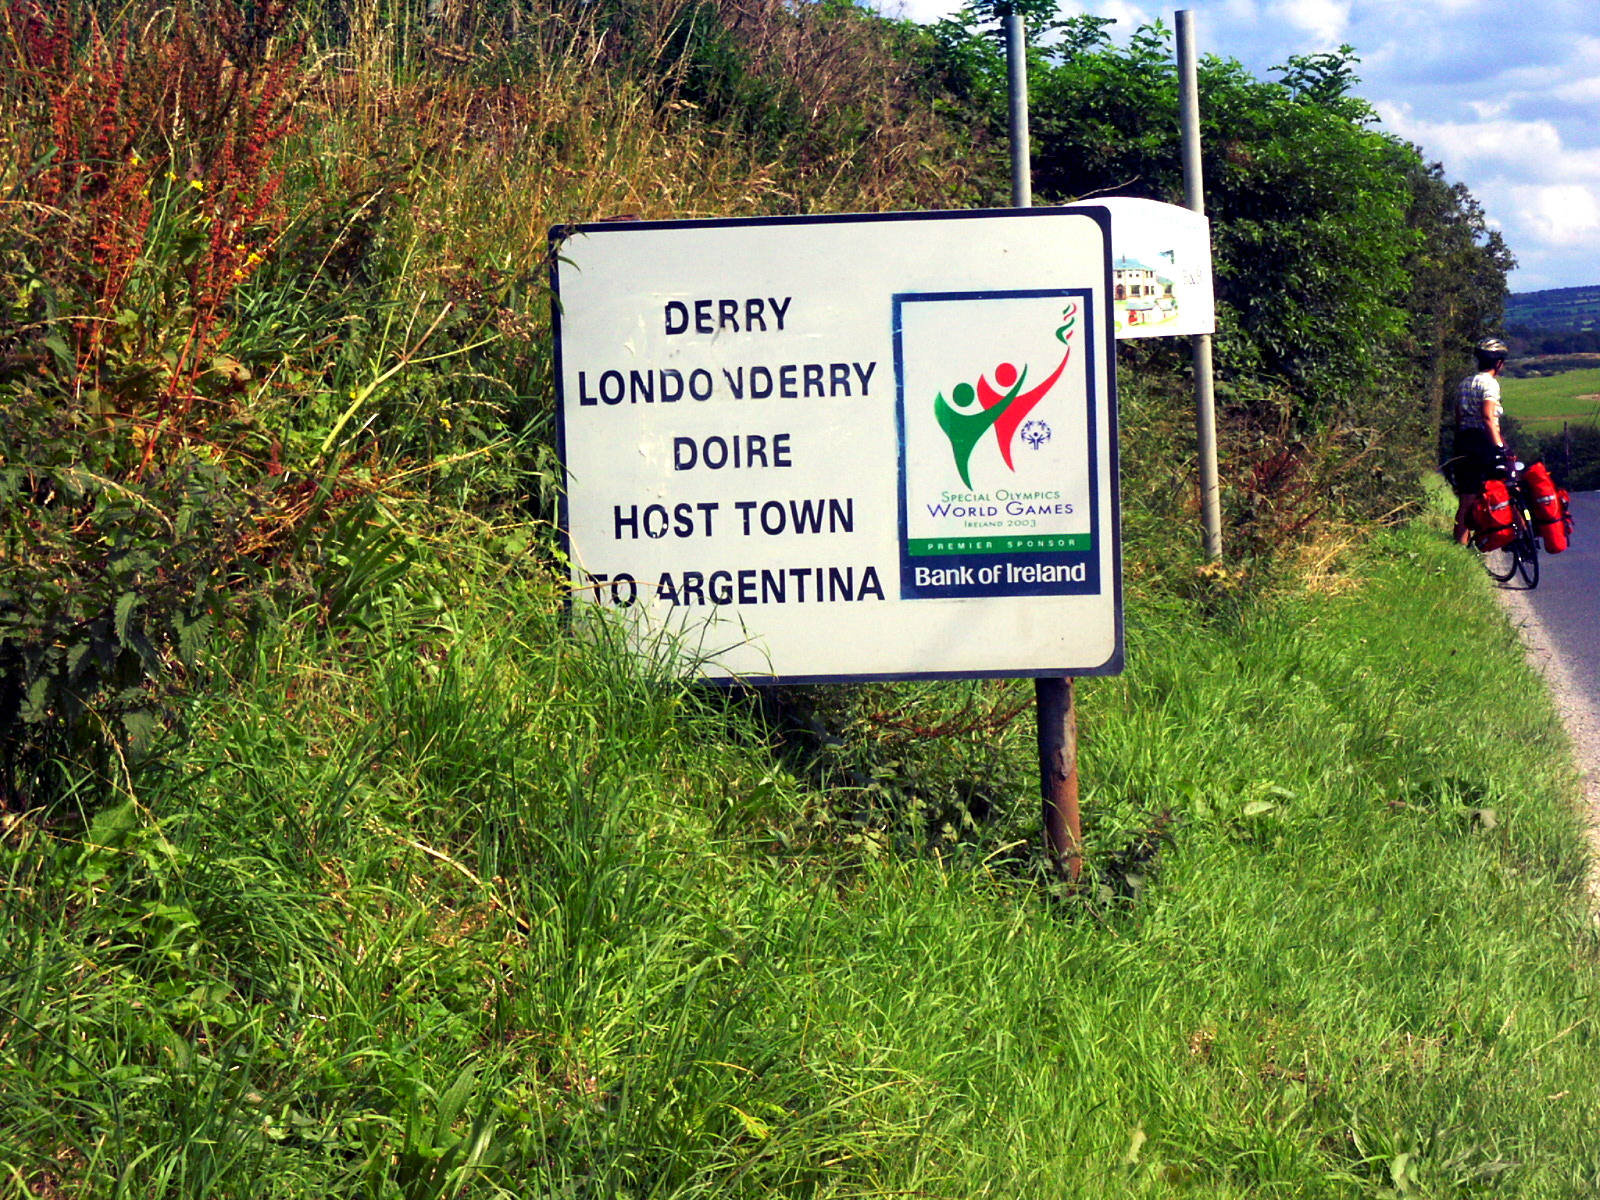 DERRY
LONDONDERRY
DOIRE
HOST TOWN
TO ARGENTINA
SPECIAL OLYMPICS
WORLD GAMES
IRELAND 2003
PREMIER SPONSOR
Bank of Ireland